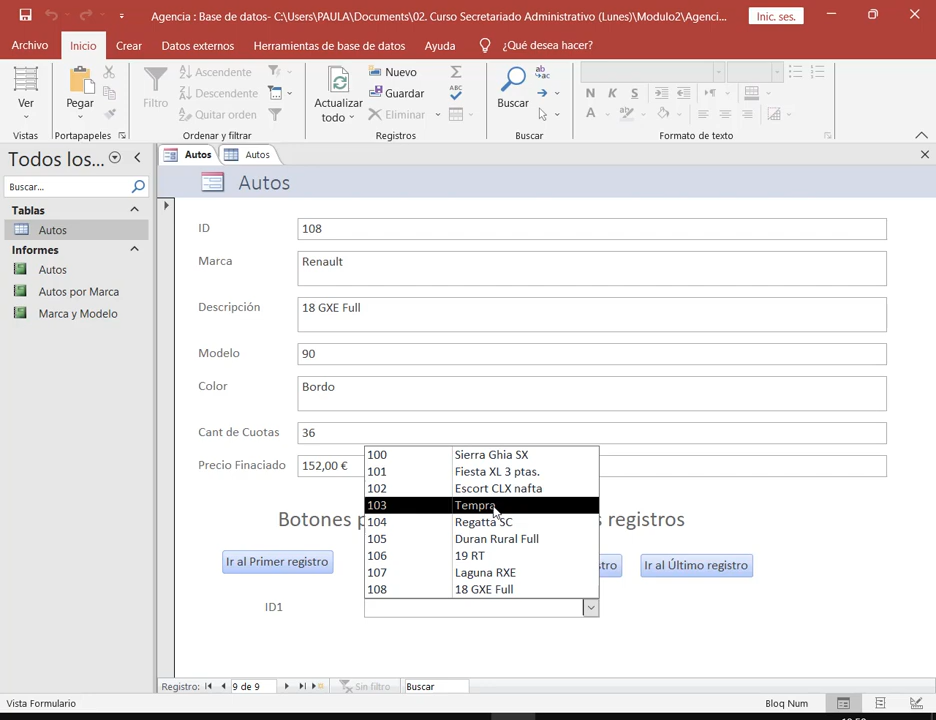 Agencia : Base de datos- C:\Users\PAULA\Documents\02. Curso Secretariado Administrativo (Lunes)\Modulo2\Agenci...
Inic. ses.
Archivo Inicio Crear Datos externos Herramientas de base de datos Ayuda ¿Qué desea hacer?
Ver
Vistas
Pegar
Portapapeles
Filtro
Ascendente
Descendente
Quitar orden
Ordenar y filtrar
Actualizar
todo
Nuevo
Guardar
Eliminar
Registros
Buscar
Buscar
N K S
Formato de texto
Todos los...
Buscar...
Tablas
Autos
Informes
Autos
Autos por Marca
Marca y Modelo
Autos Autos
Autos
ID 108
Marca Renault
Descripción 18 GXE Full
Modelo 90
Color Bordo
Cant de Cuotas 36
Precio Finaciado 152,00 €
Botones
s registros
Ir al Primer registro
Ir al Último registro
100 Sierra Ghia SX
101 Fiesta XL 3 ptas.
102 Escort CLX nafta
103 Tempra
104 Regatta SC
105 Duran Rural Full
106 19 RT
107 Laguna RXE
108 18 GXE Full
ID1
Registro: 9 de 9 Sin filtro Buscar
Vista Formulario
Bloq Num